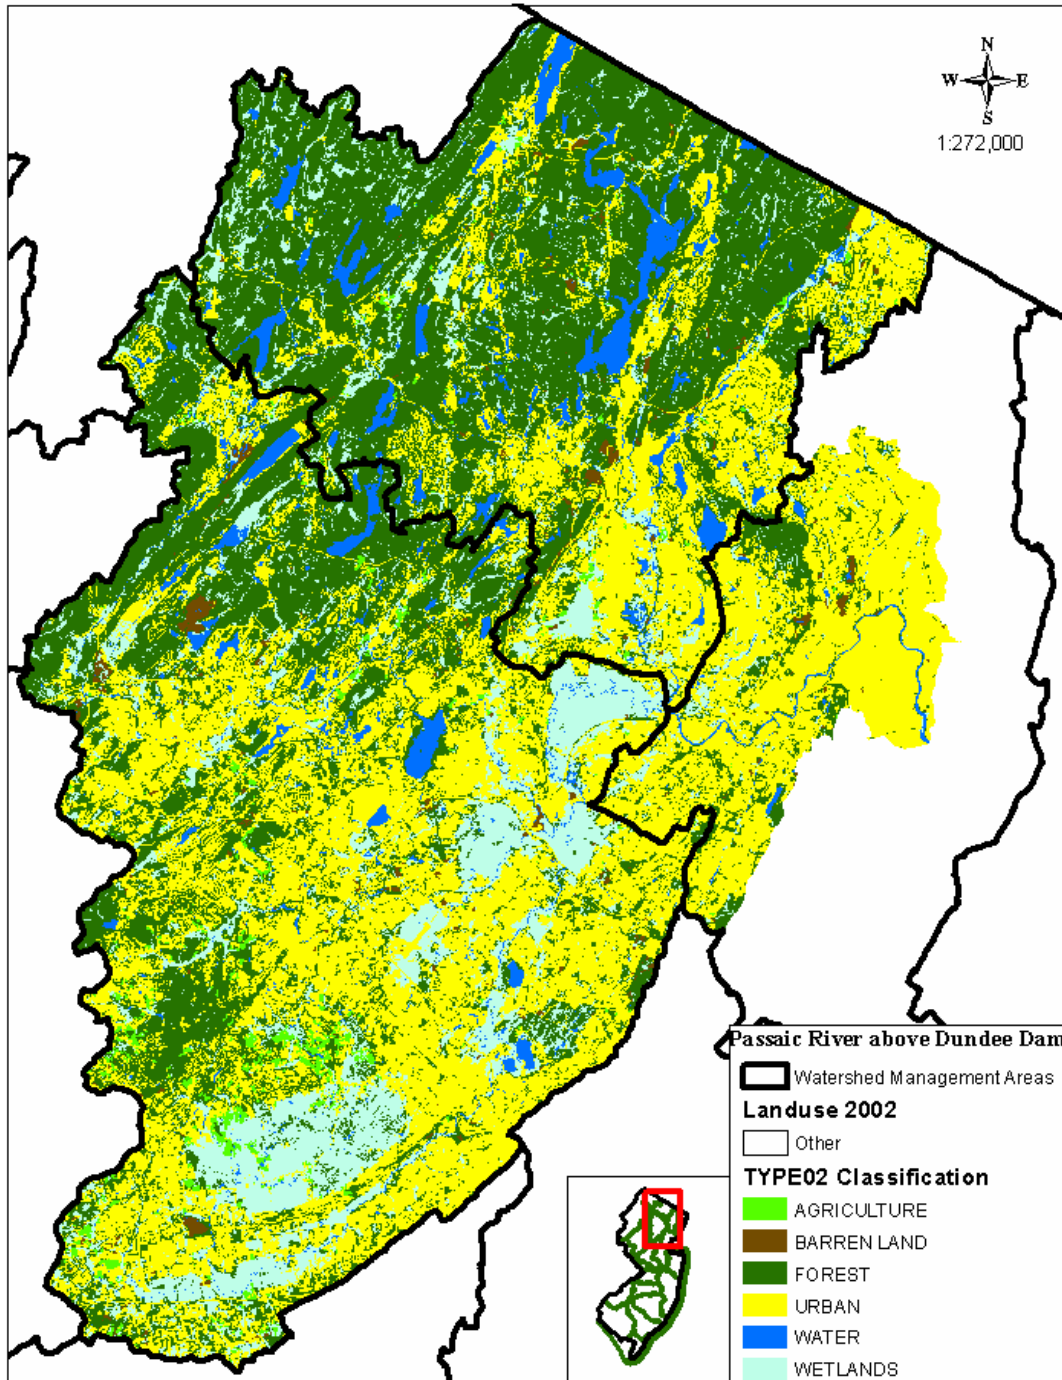 N
W E
S
1:272,000
Passaic River above Dundee Dam
Watershed Management Areas
Landuse 2002
Other
TYPE02 Classification
AGRICULTURE
BARREN LAND
FOREST
URBAN
WATER
WETLANDS